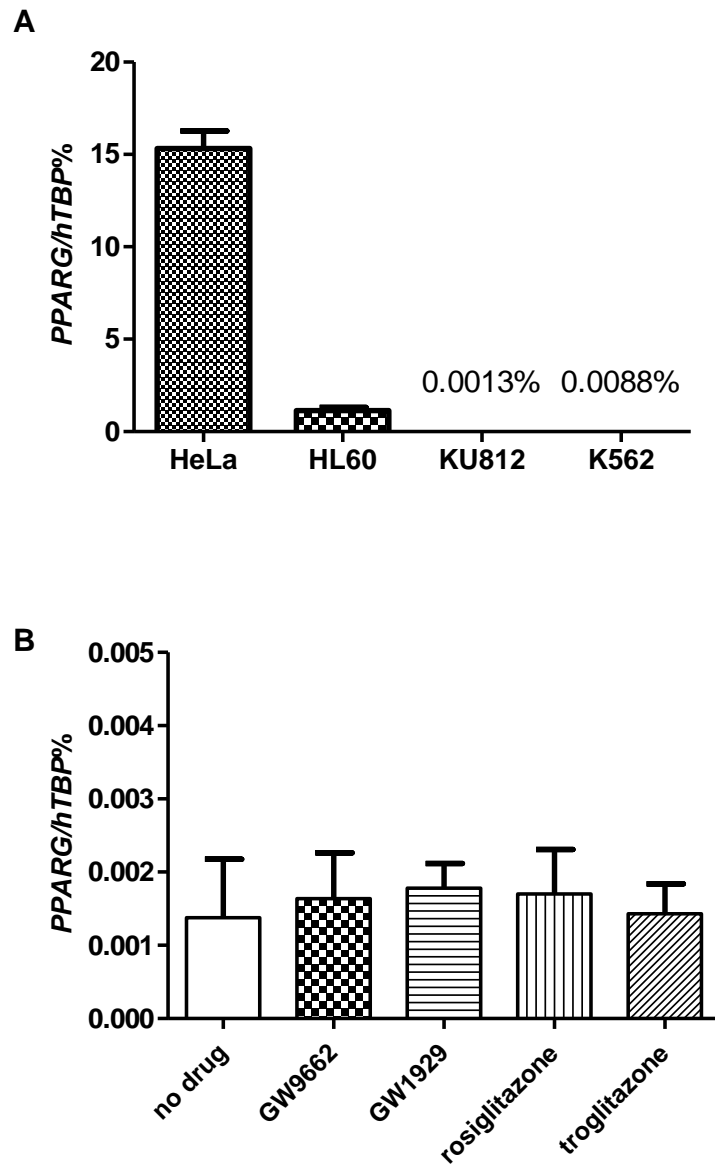 A
PPARG/hTBP%
20
15
10
5
0
0.0013% 0.0088%
HeLa HL60 KU812 K562
B
PPARG/hTBP%
0.005
0.004
0.003
0.002
0.001
0.000
no drug GW9662 GW1929 rosiglitazone troglitazone